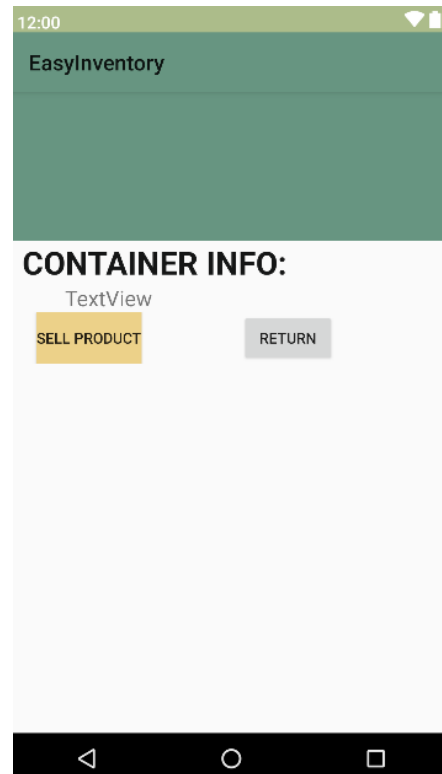 12:00
EasyInventory
CONTAINER INFO:
TextView
SELL PRODUCT RETURN